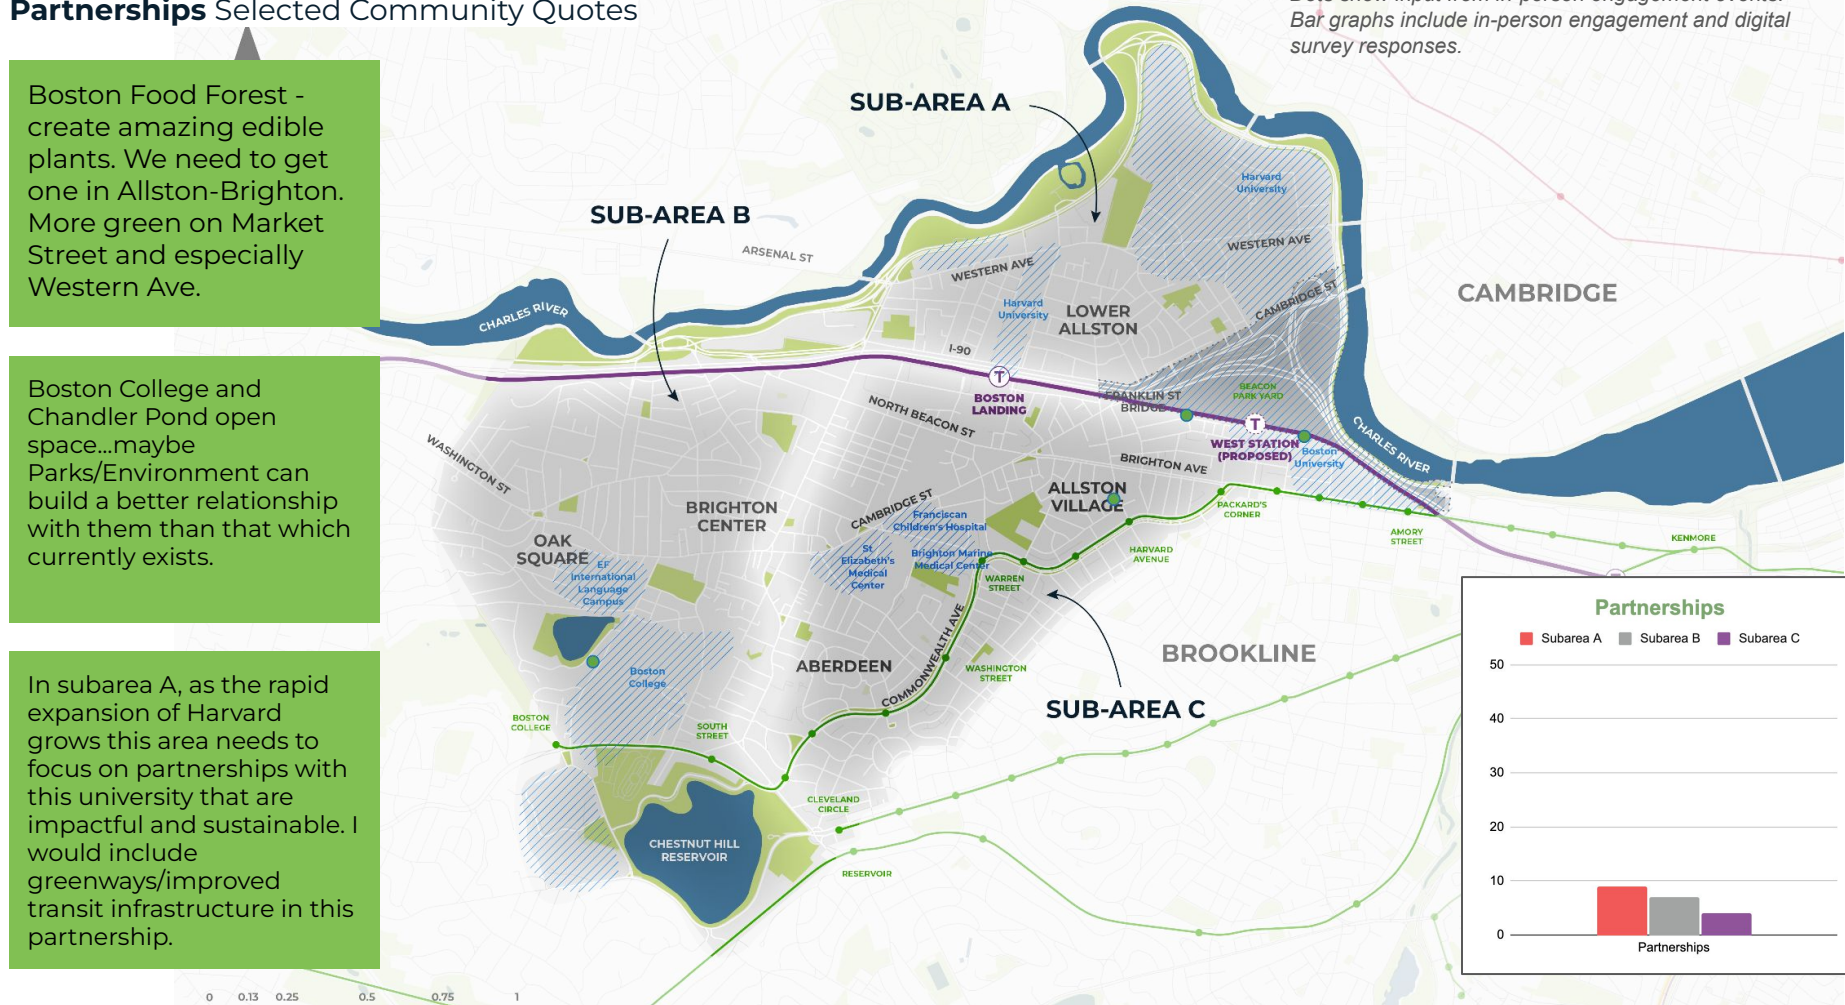 Partnerships Selected Community Quotes
Dots show input from in-person engagement events.
Bar graphs include in-person engagement and digital
survey responses.
Boston Food Forest -
create amazing edible
plants. We need to get
one in Allston-Brighton.
More green on Market
Street and especially
Western Ave.
Boston College and
Chandler Pond open
space...maybe
Parks/Environment can
build a better relationship
with them than that which
currently exists.
In subarea A, as the rapid
expansion of Harvard
grows this area needs to
focus on partnerships with
this university that are
impactful and sustainable. I
would include
greenways/improved
transit infrastructure in this
partnership.
SUB-AREA A
SUB-AREA B
SUB-AREA C
ARSENAL ST
CHARLES RIVER
WESTERN AVE
Harvard
University
Harvard
University
WESTERN AVE
CAMBRIDGE ST
LOWER
ALLSTON
CAMBRIDGE
I-90
BOSTON
LANDING
T
FRANKLIN ST
BRIDGE
BEACON
PARK YARD
T
WEST STATION
(PROPOSED)
Boston
University
CHARLES RIVER
NORTH BEACON ST
BRIGHTON AVE
WASHINGTON ST
BRIGHTON
CENTER
CAMBRIDGE ST
ALLSTON
VILLAGE
PACKARD'S
CORNER
AMORY
STREET
KENMORE
OAK
SQUARE
EF
International
Language
Campus
St
Elizabeth's
Medical
Center
Franciscan
Children's Hospital
Brighton Marine
Medical Center
WARREN
STREET
HARVARD
AVENUE
Boston
College
ABERDEEN
COMMONWEALTH AVE
WASHINGTON
STREET
BROOKLINE
BOSTON
COLLEGE
SOUTH
STREET
CLEVELAND
CIRCLE
CHESTNUT HILL
RESERVOIR
RESERVOIR
Partnerships
Subarea A Subarea B Subarea C
50
40
30
20
10
0
Partnerships
0 0.13 0.25 0.5 0.75 1